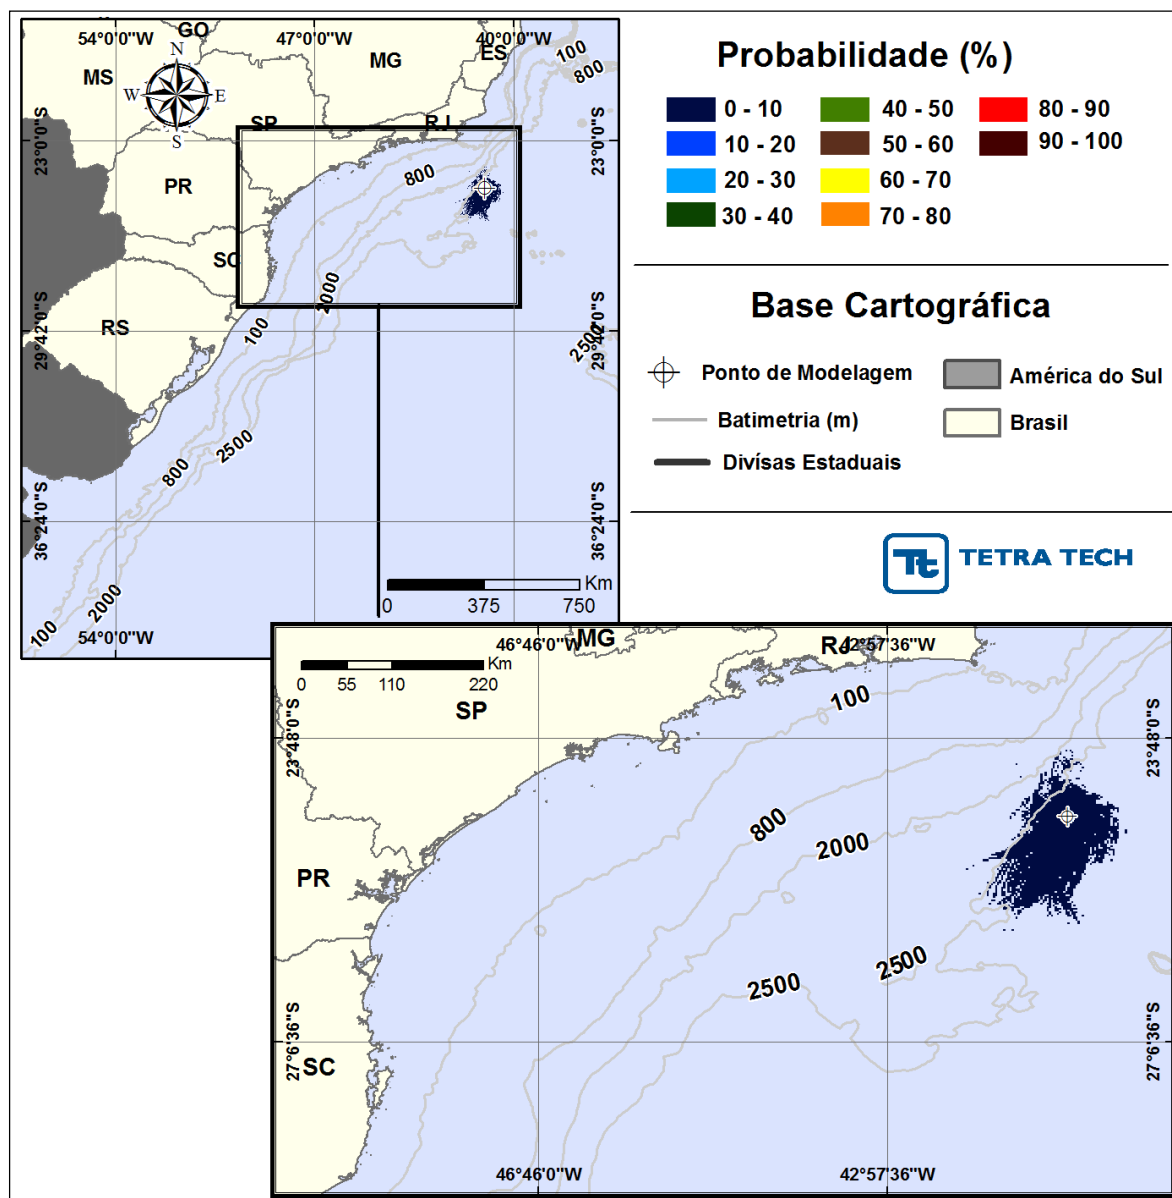 GO
54°0'0"W
47°0'0"W
40°0'0"W
N
W
E
S
MS
MG
ES
100
800
SP
RJ
23°0'0"S
23°0'0"S
PR
800
SC
2000
RS
100
29°42'0"S
29°42'0"S
2500
2500
800
36°24'0"S
36°24'0"S
2000
100
Km
0 375 750
54°0'0"W
Probabilidade (%)
0 - 10
10 - 20
20 - 30
30 - 40
40 - 50
50 - 60
60 - 70
70 - 80
80 - 90
90 - 100
Base Cartográfica
Ponto de Modelagem
Batimetria (m)
Divísas Estaduais
América do Sul
Brasil
Tt TETRA TECH
46°46'0"W
MG
RJ
42°57'36"W
Km
0 55 110 220
SP
100
23°48'0"S
23°48'0"S
800
2000
PR
2500
2500
27°6'36"S
27°6'36"S
SC
46°46'0"W
42°57'36"W